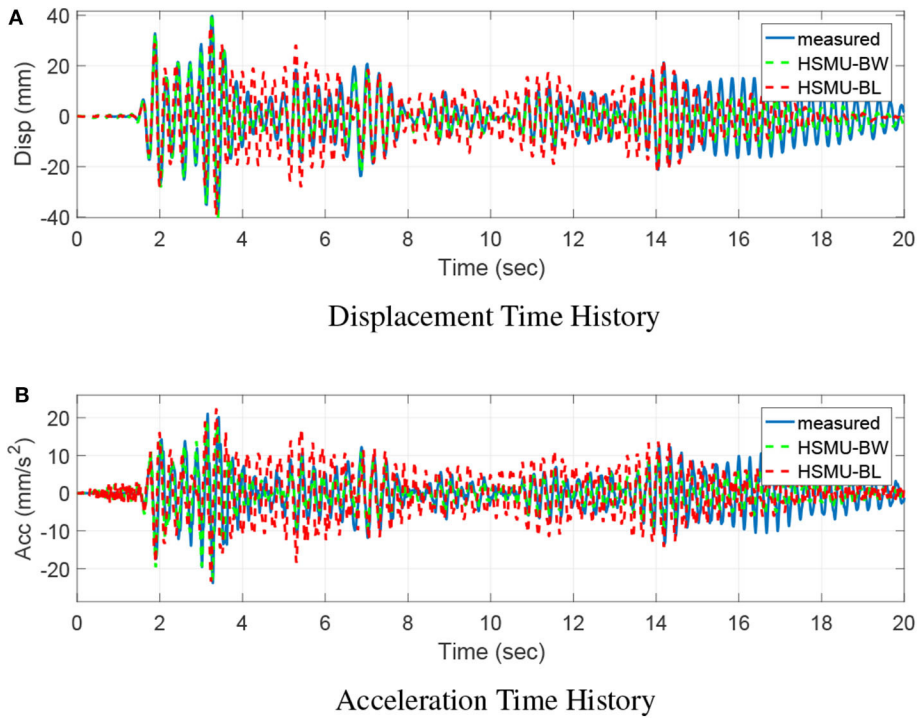 A
40
20
0
-20
-40
Disp (mm)
measured
HSMU-BW
HSMU-BL
0 2 4 6 8 10 12 14 16 18 20
Time (sec)
Displacement Time History
B
20
10
0
-10
-20
Acc (mm/s²)
measured
HSMU-BW
HSMU-BL
0 2 4 6 8 10 12 14 16 18 20
Time (sec)
Acceleration Time History